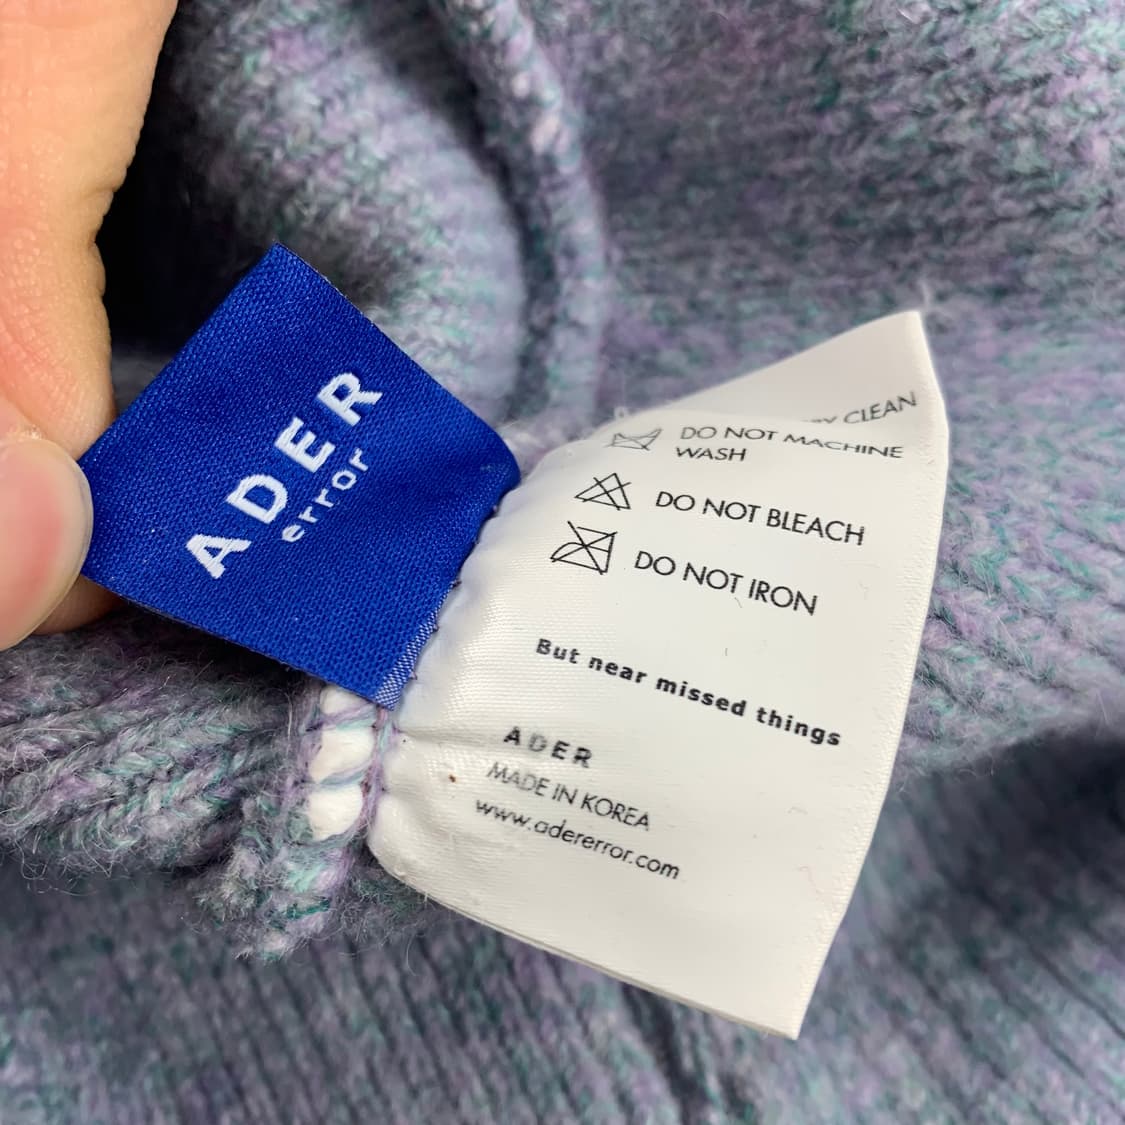 ADER
error
CLEAN
DO NOT MACHINE
WASH
DO NOT BLEACH
DO NOT IRON
But near missed things
ADER
MADE IN KOREA
www.adererror.com